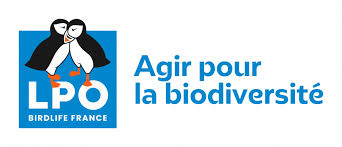 LPO
BIRDLIFE FRANCE
Agir pour
la biodiversité